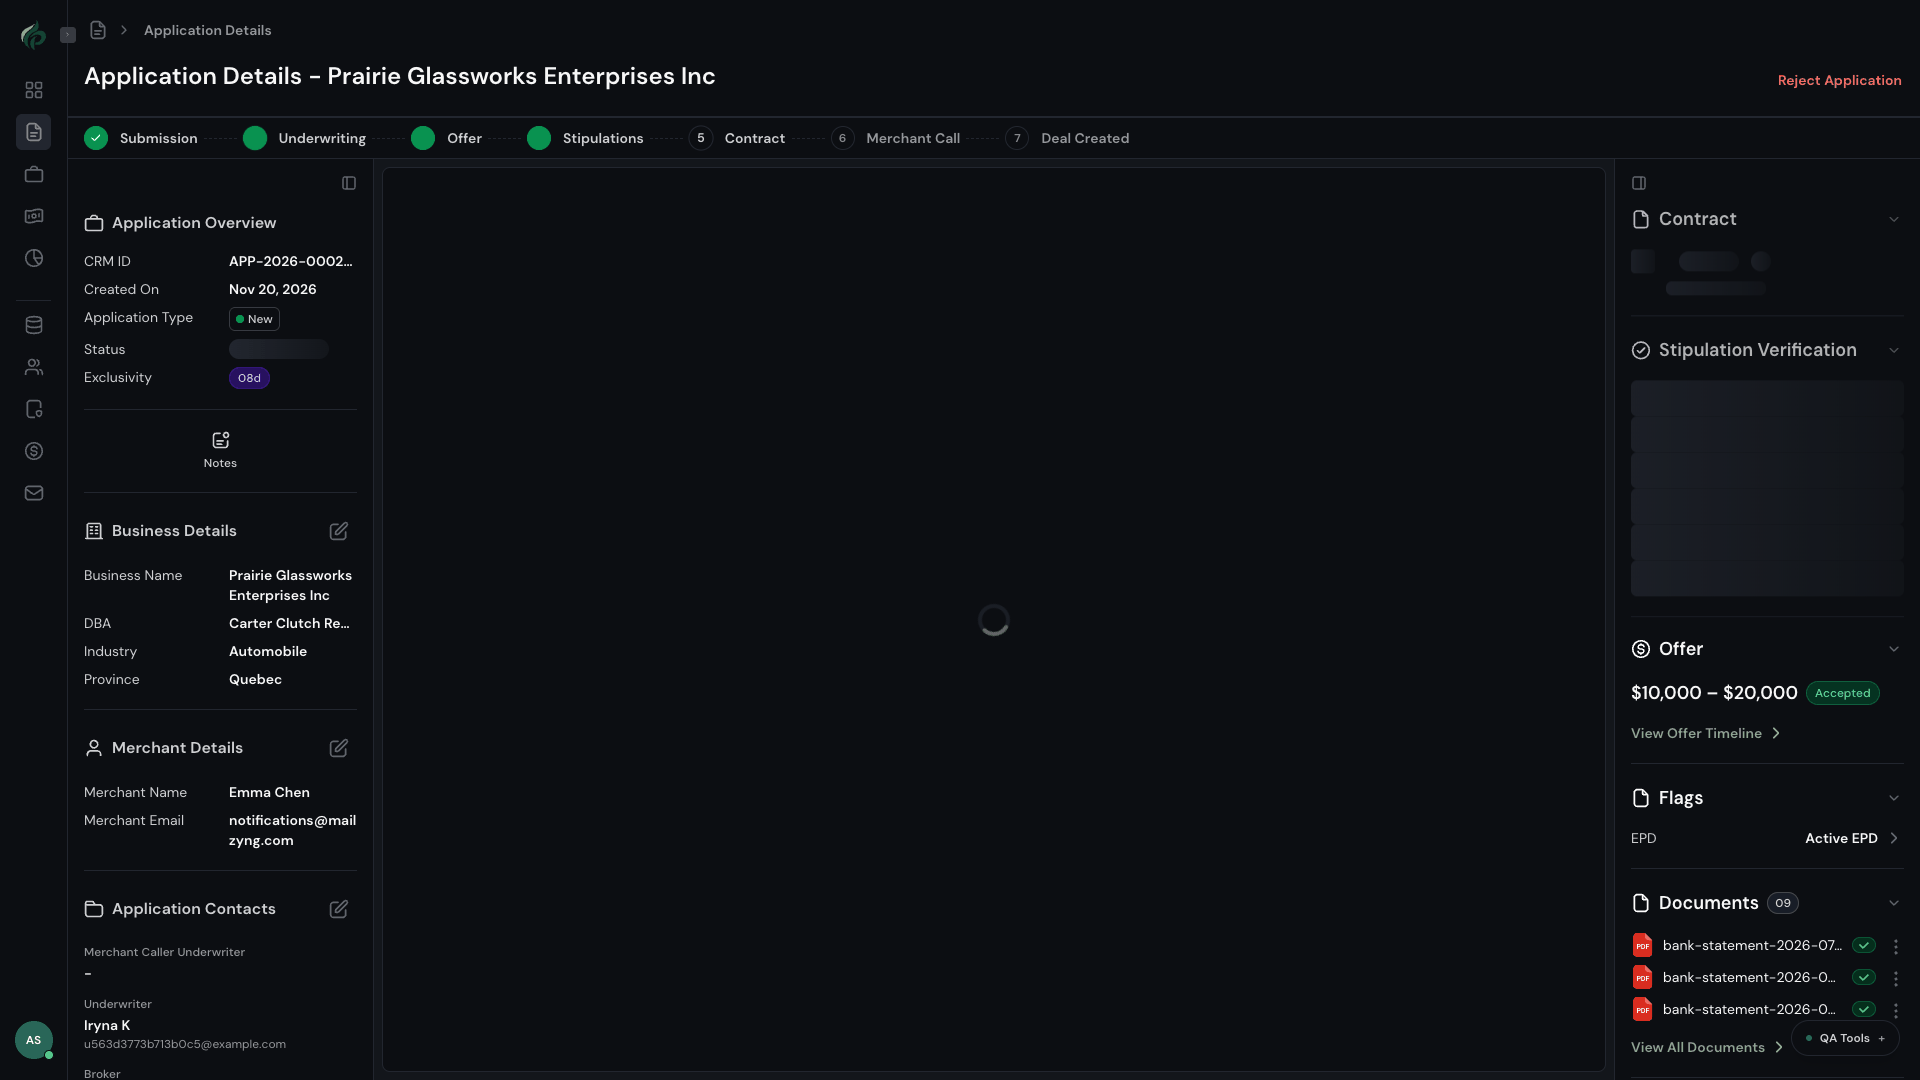 Application Details
Application Details – Prairie Glassworks Enterprises Inc
Reject Application
Submission
Underwriting
Offer
Stipulations
5 Contract
6 Merchant Call
7 Deal Created
Application Overview
CRM ID APP-2026-0002...
Created On Nov 20, 2026
Application Type New
Status
Exclusivity 08d
Notes
Business Details
Business Name Prairie Glassworks
Enterprises Inc
DBA Carter Clutch Re...
Industry Automobile
Province Quebec
Merchant Details
Merchant Name Emma Chen
Merchant Email notifications@mail
zyng.com
Application Contacts
Merchant Caller Underwriter
-
Underwriter
Iryna K
u563d3773b713b0c5@example.com
Broker
AS
Contract
Stipulation Verification
Offer
$10,000 – $20,000 Accepted
View Offer Timeline
Flags
EPD Active EPD
Documents 09
PDF bank-statement-2026-07...
PDF bank-statement-2026-0...
PDF bank-statement-2026-0...
View All Documents
QA Tools +